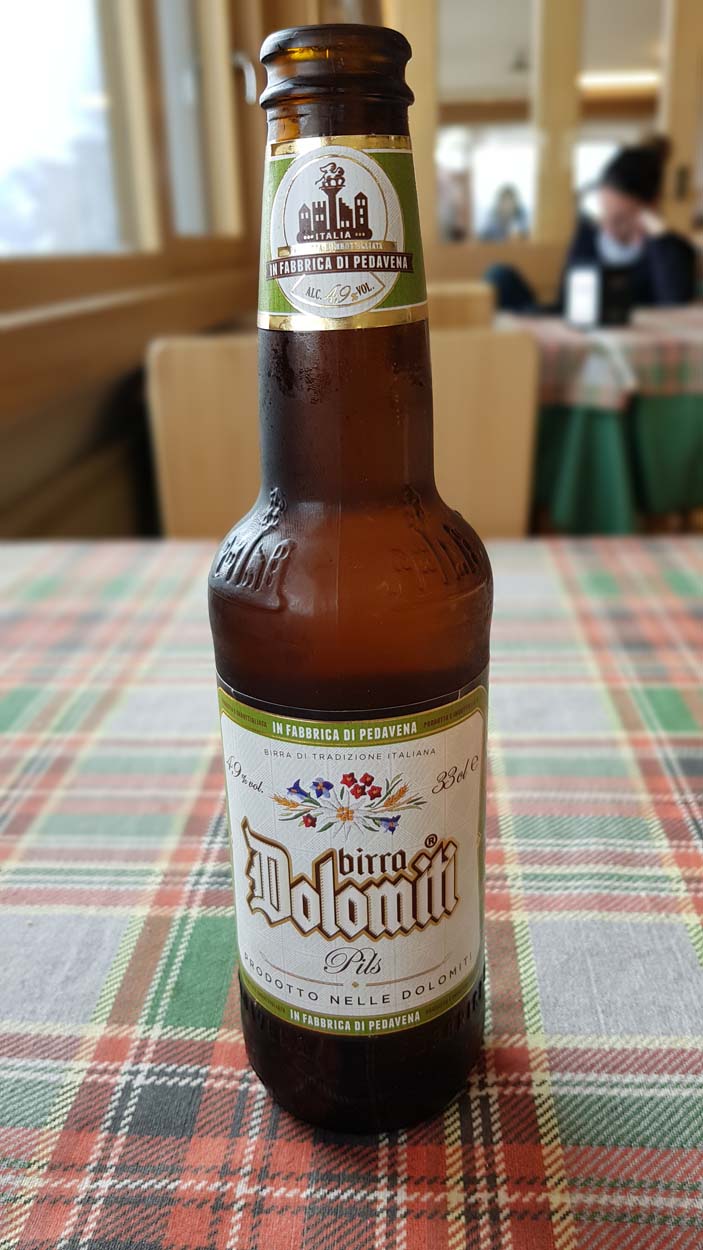 ITALIA
IN FABBRICA DI PEDAVENA
ALC. 4,9% VOL.
IN FABBRICA DI PEDAVENA
BIRRA DI TRADIZIONE ITALIANA
4,9% vol.
33 cl e
birra
Dolomiti®
Pils
PRODOTTO NELLE DOLOMITI
IN FABBRICA DI PEDAVENA